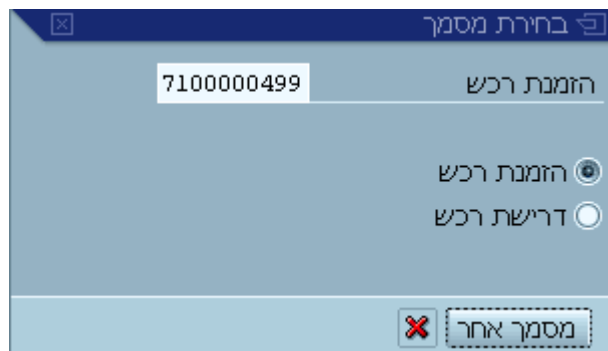 בחירת מסמך
הזמנת רכש 7100000499
הזמנת רכש
דרישת רכש
מסמך אחר